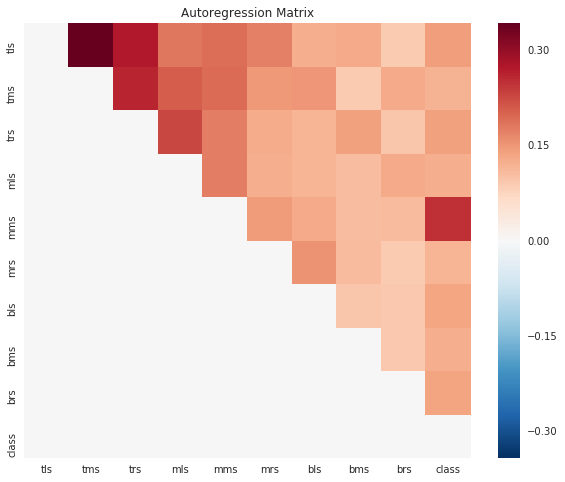 Autoregression Matrix
tls
tms
trs
mls
mms
mrs
bls
bms
brs
class
tls tms trs mls mms mrs bls bms brs class
0.30
0.15
0.00
−0.15
−0.30